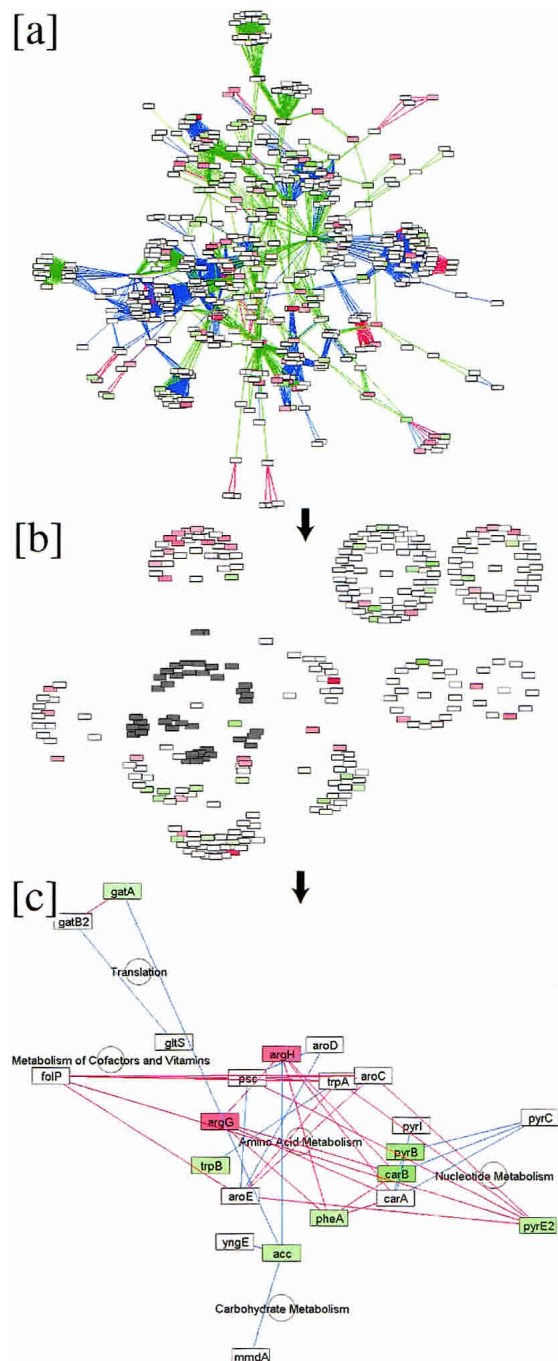 [a]
[b]
[c]
gatA
gatB2
Translation
gltS
aroD
argH
Metabolism of Cofactors and Vitamins
folP
psc
trpA
aroC
argG
pyrI
pyrC
Amino Acid Metabolism
pyrB
trpB
carB
Nucleotide Metabolism
aroE
carA
pheA
pyrE2
yngE
acc
Carbohydrate Metabolism
mmdA